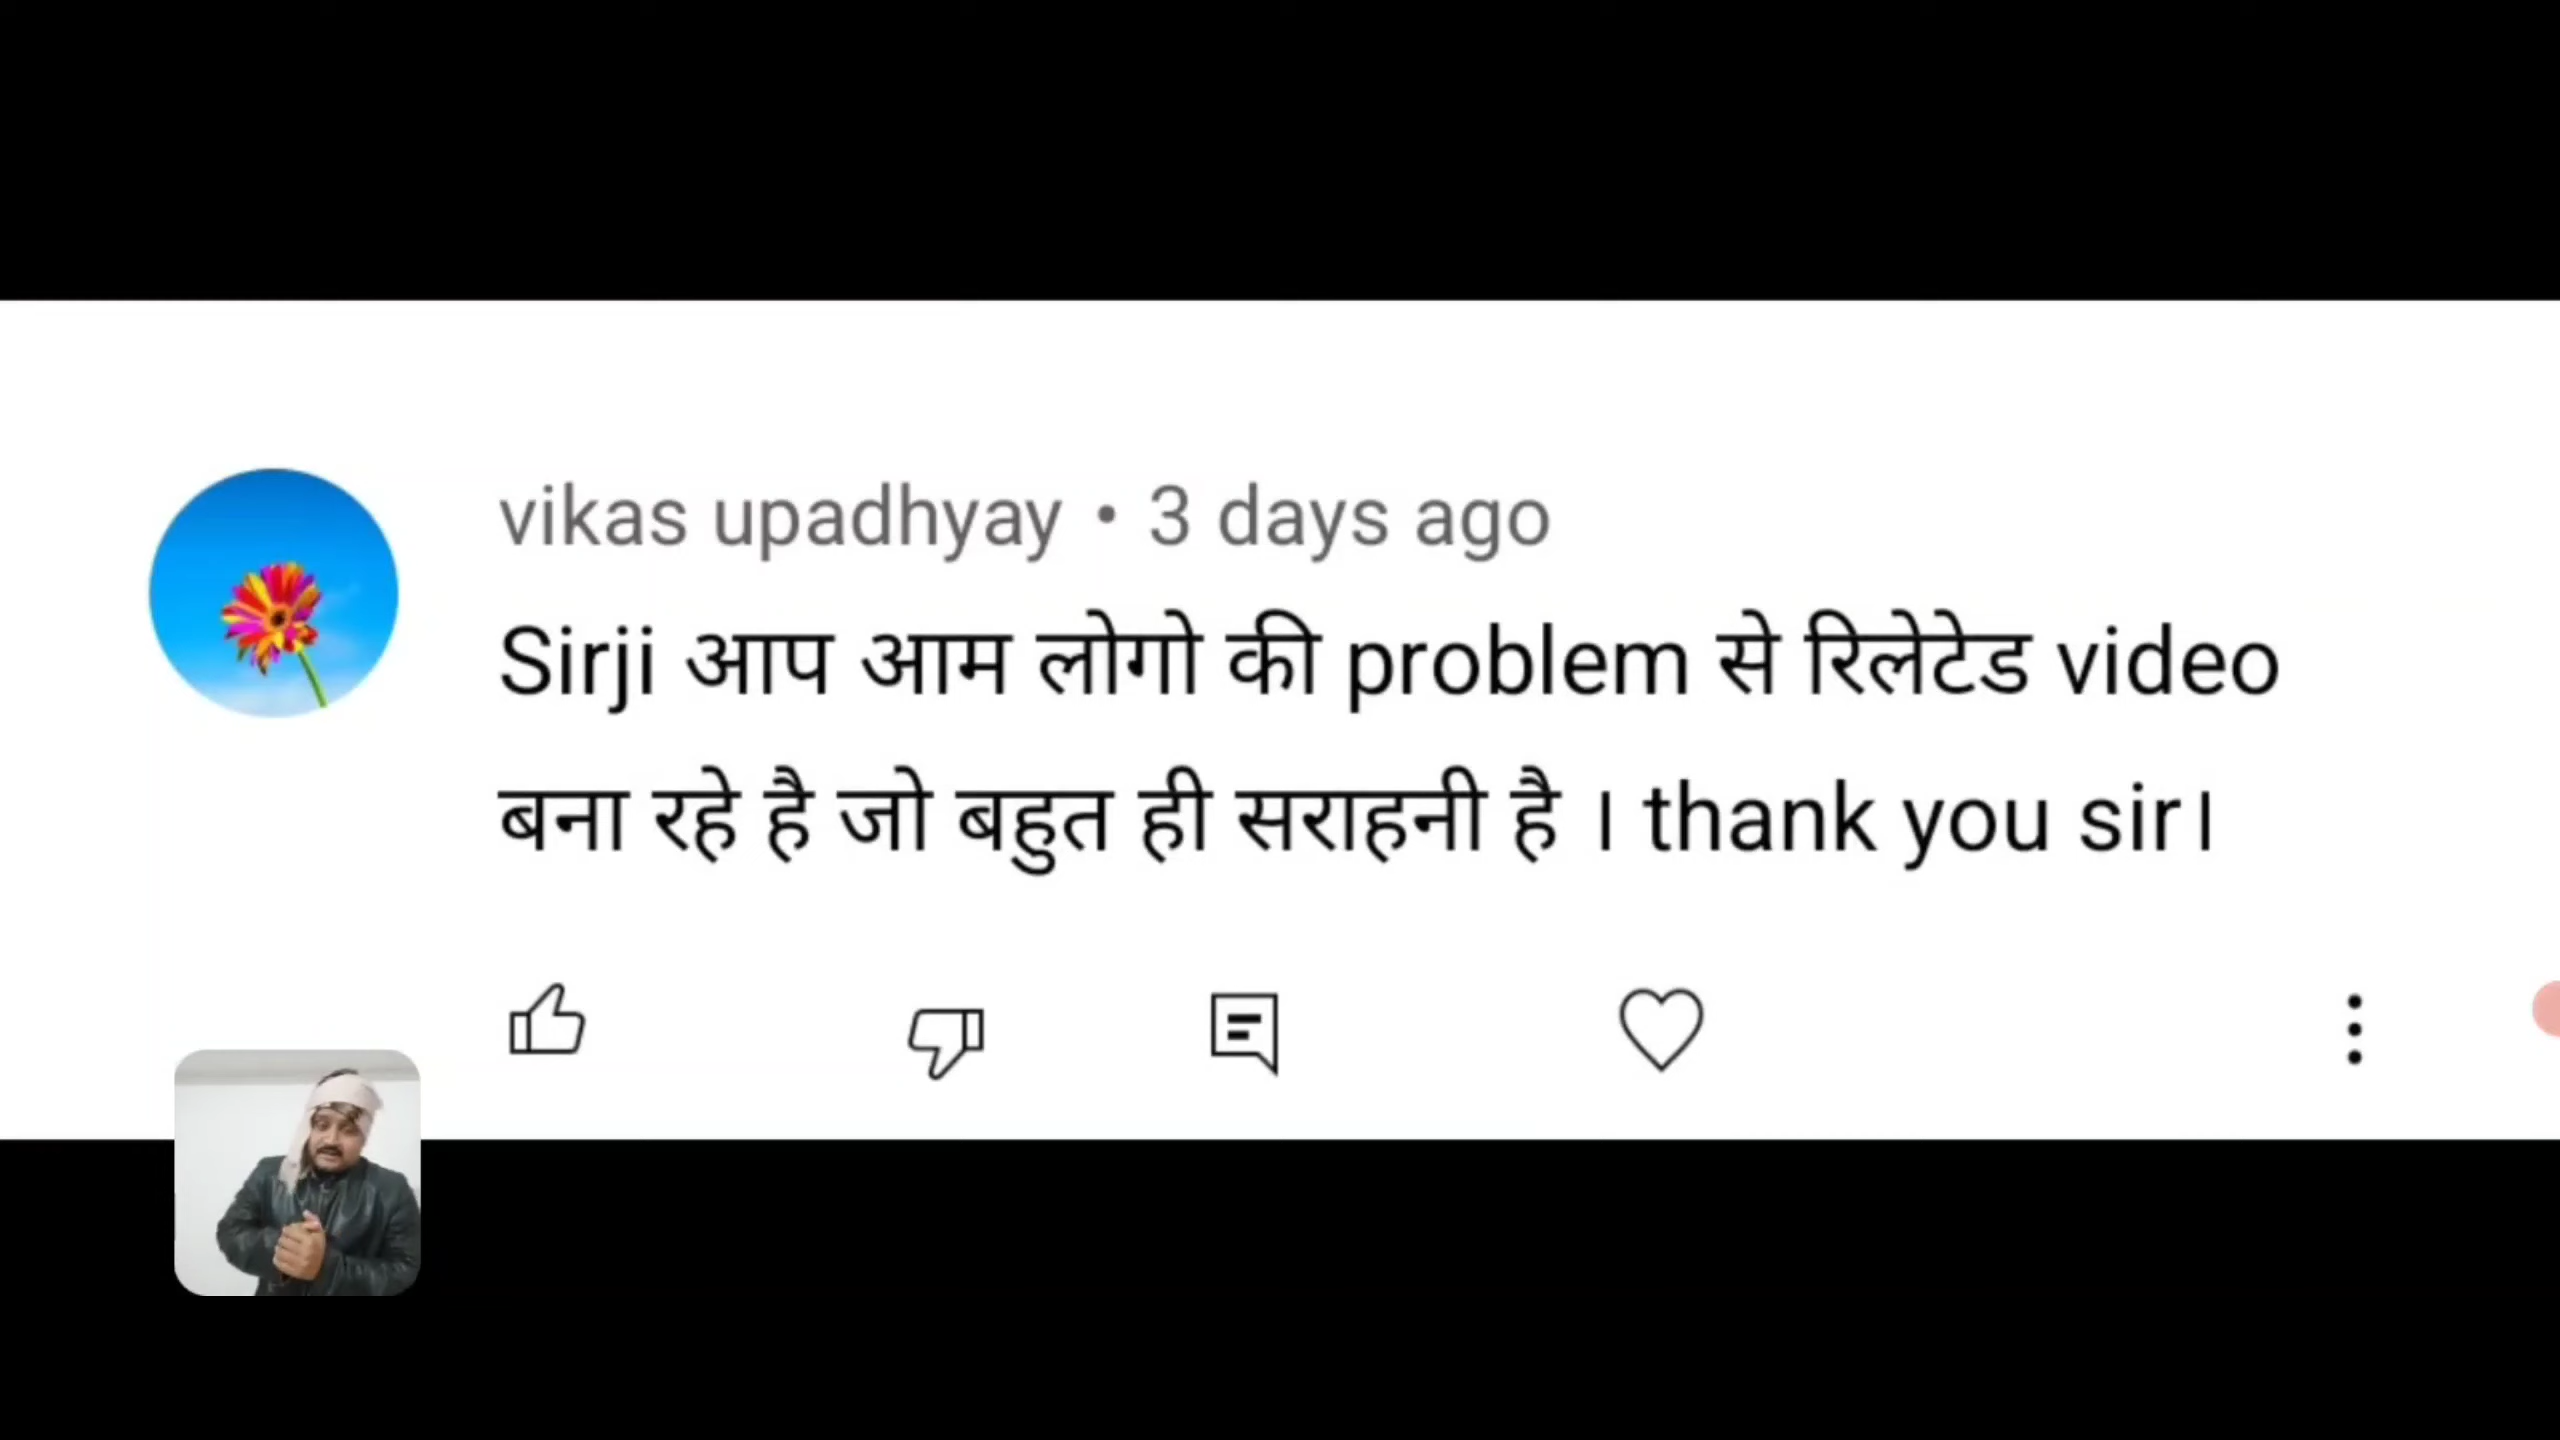 vikas upadhyay • 3 days ago
Sirji आप आम लोगो की problem से रिलेटेड video
बना रहे है जो बहुत ही सराहनी है । thank you sir।